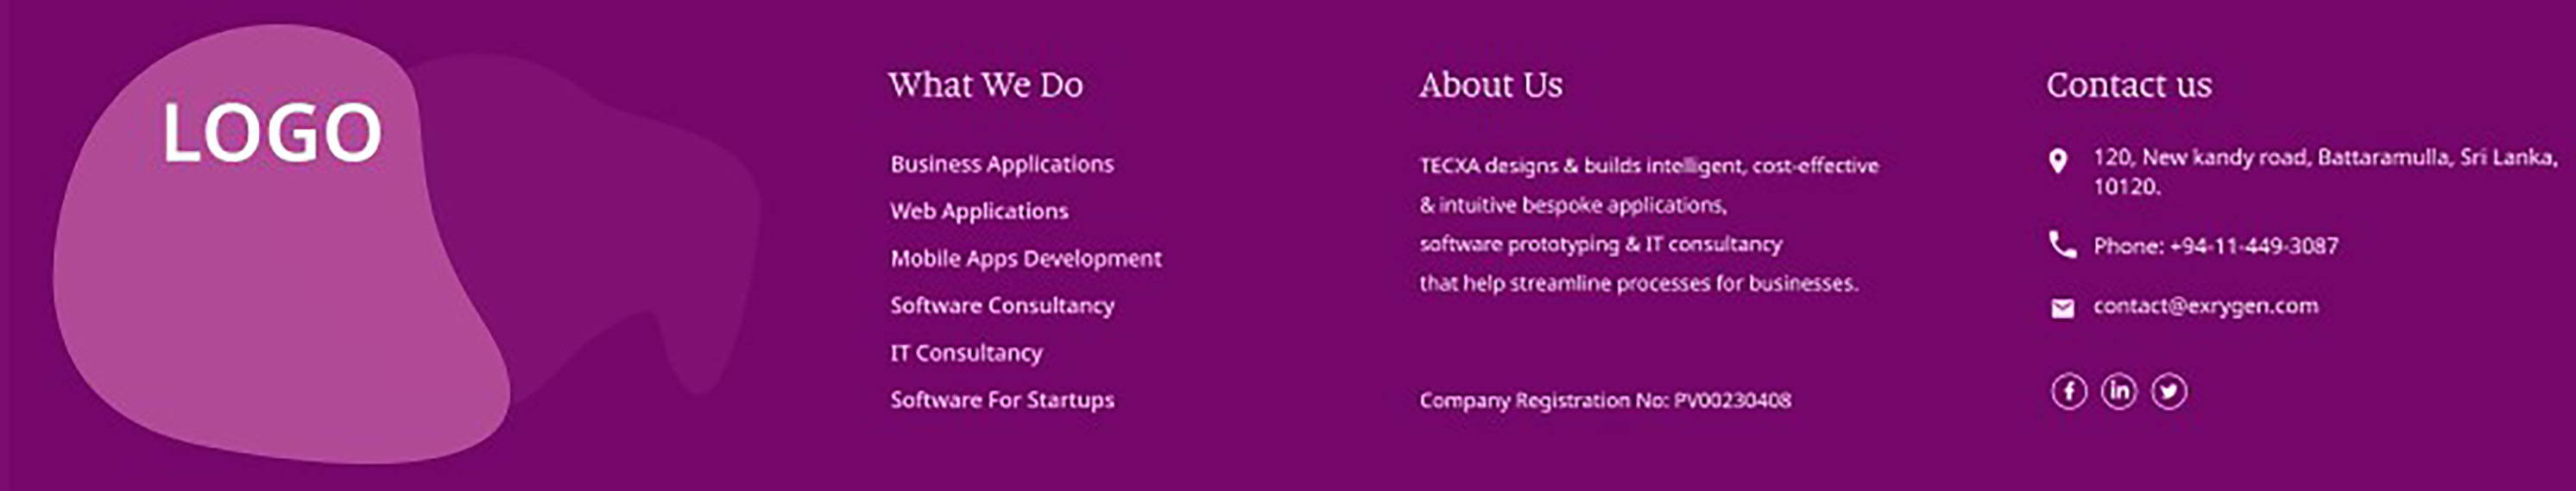 LOGO
What We Do
Business Applications
Web Applications
Mobile Apps Development
Software Consultancy
IT Consultancy
Software For Startups
About Us
TECXA designs & builds intelligent, cost-effective
& intuitive bespoke applications,
software prototyping & IT consultancy
that help streamline processes for businesses.
Company Registration No: PV00230408
Contact us
120, New kandy road, Battaramulla, Sri Lanka,
10120.
Phone: +94-11-449-3087
contact@exrygen.com